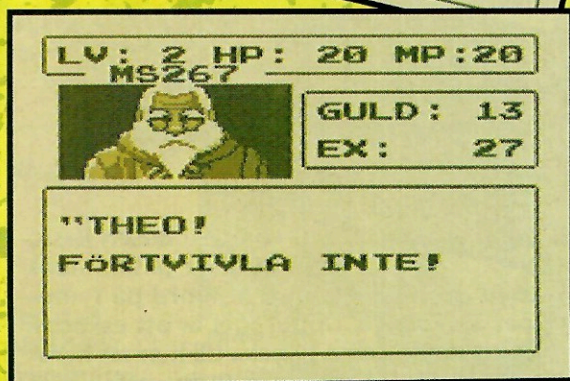 LV: 2 HP: 20 MP:20
MS267
GULD: 13
EX: 27
"THEO!
FÖRTVIVLA INTE!